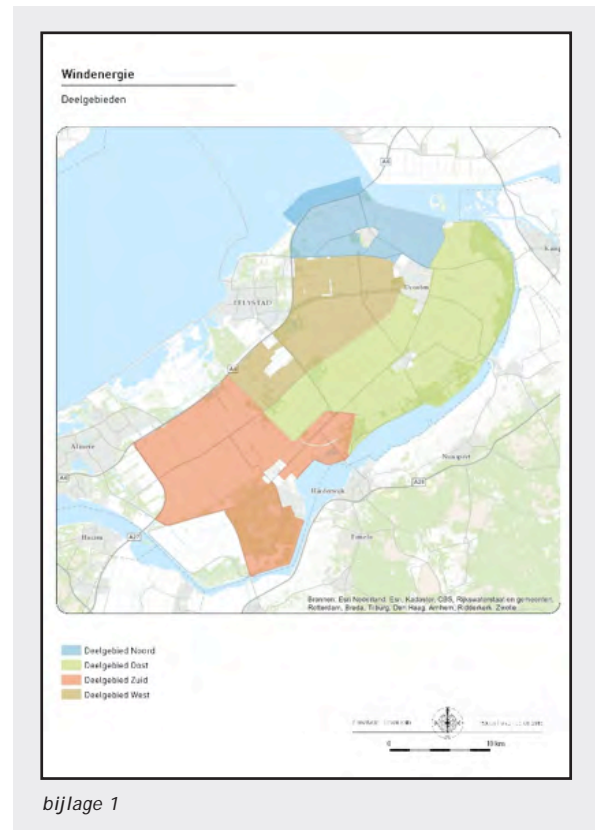 Windenergie
Deelgebieden
A6
LELYSTAD
Dronten
A6
Almere
Nunspeet
A6
Harderwijk
A28
Huizen
A27
Ermelo
Bronnen: Esri Nederland, Esri, Kadaster, CBS, Rijkswaterstaat en gemeenten:
Rotterdam, Breda, Tilburg, Den Haag, Arnhem, Ridderkerk, Zwolle
Deelgebied Noord
Deelgebied Oost
Deelgebied Zuid
Deelgebied West
0 10 km
bijlage 1